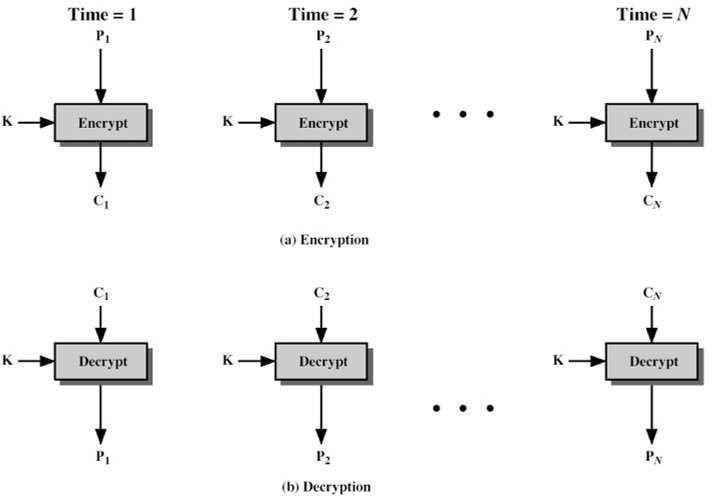 Time = 1 Time = 2 Time = N
P1 P2 PN
K Encrypt K Encrypt • • • K Encrypt
C1 C2 CN
(a) Encryption
C1 C2 CN
K Decrypt K Decrypt K Decrypt
• • •
P1 P2 PN
(b) Decryption